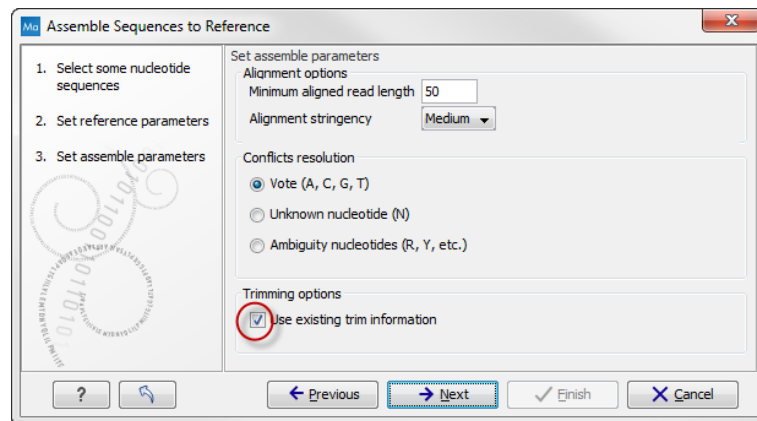 Ma Assemble Sequences to Reference
X
1. Select some nucleotide
sequences
2. Set reference parameters
3. Set assemble parameters
Set assemble parameters
Alignment options
Minimum aligned read length 50
Alignment stringency Medium
Conflicts resolution
Vote (A, C, G, T)
Unknown nucleotide (N)
Ambiguity nucleotides (R, Y, etc.)
Trimming options
Use existing trim information
? Previous Next Finish Cancel